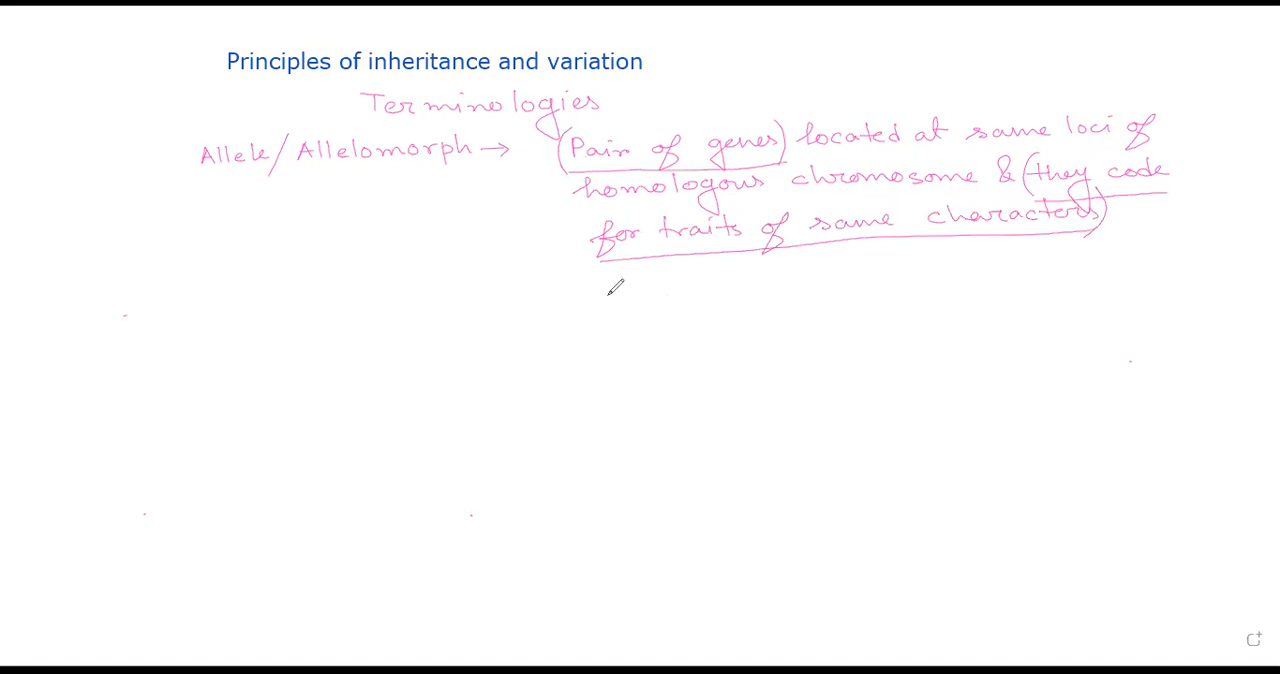 Principles of inheritance and variation
Terminologies
Allele/Allelomorph → (Pair of genes) located at same loci of
homologous chromosome & (they code
for traits of same characters)